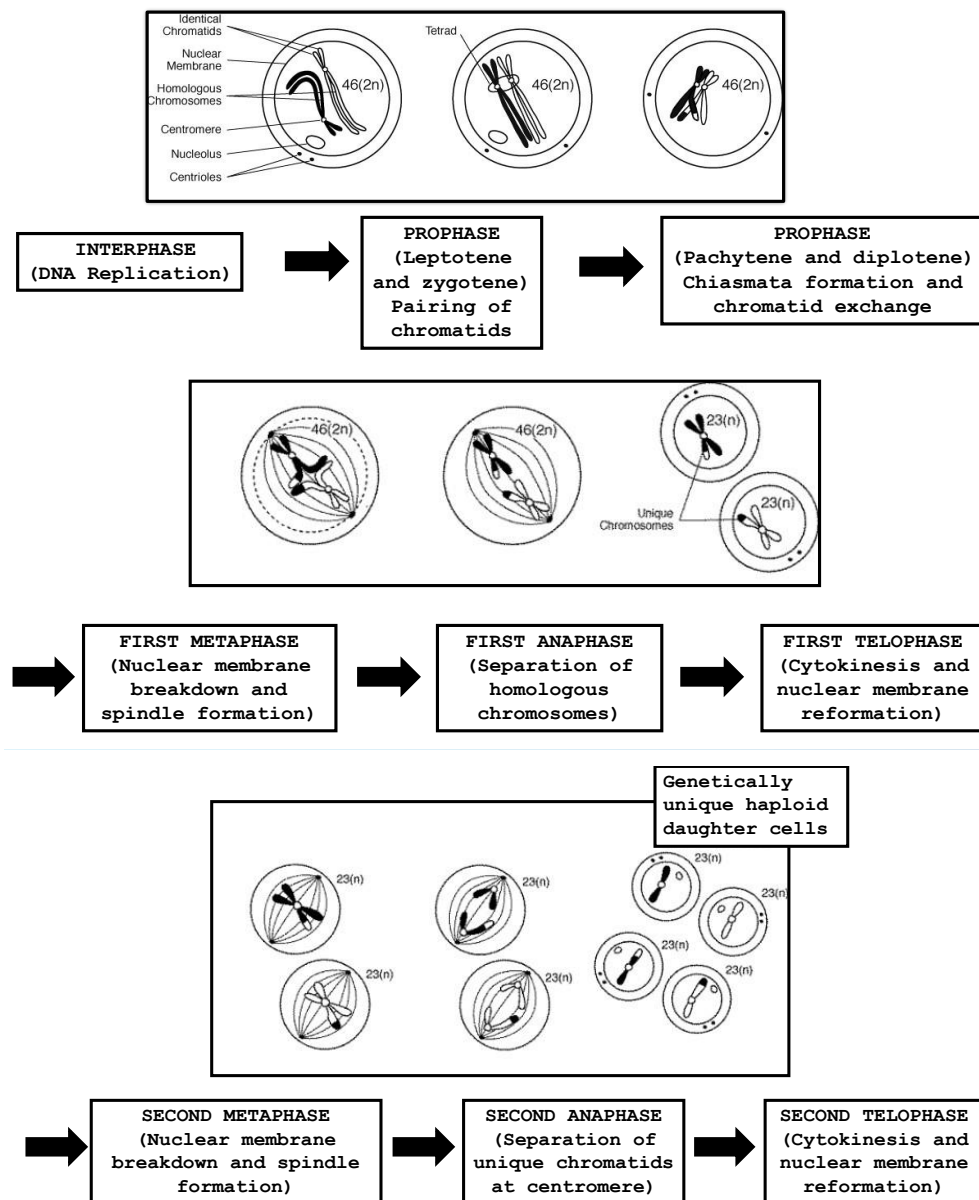 Identical
Chromatids
Nuclear
Membrane
Homologous
Chromosomes
Centromere
Nucleolus
Centrioles
46(2n)
Tetrad
46(2n)
46(2n)
INTERPHASE
(DNA Replication)
PROPHASE
(Leptotene
and zygotene)
Pairing of
chromatids
PROPHASE
(Pachytene and diplotene)
Chiasmata formation and
chromatid exchange
46(2n)
46(2n)
23(n)
Unique
Chromosomes
23(n)
FIRST METAPHASE
(Nuclear membrane
breakdown and
spindle formation)
FIRST ANAPHASE
(Separation of
homologous
chromosomes)
FIRST TELOPHASE
(Cytokinesis and
nuclear membrane
reformation)
Genetically
unique haploid
daughter cells
23(n)
23(n)
23(n)
23(n)
23(n)
23(n)
23(n)
23(n)
SECOND METAPHASE
(Nuclear membrane
breakdown and spindle
formation)
SECOND ANAPHASE
(Separation of
unique chromatids
at centromere)
SECOND TELOPHASE
(Cytokinesis and
nuclear membrane
reformation)